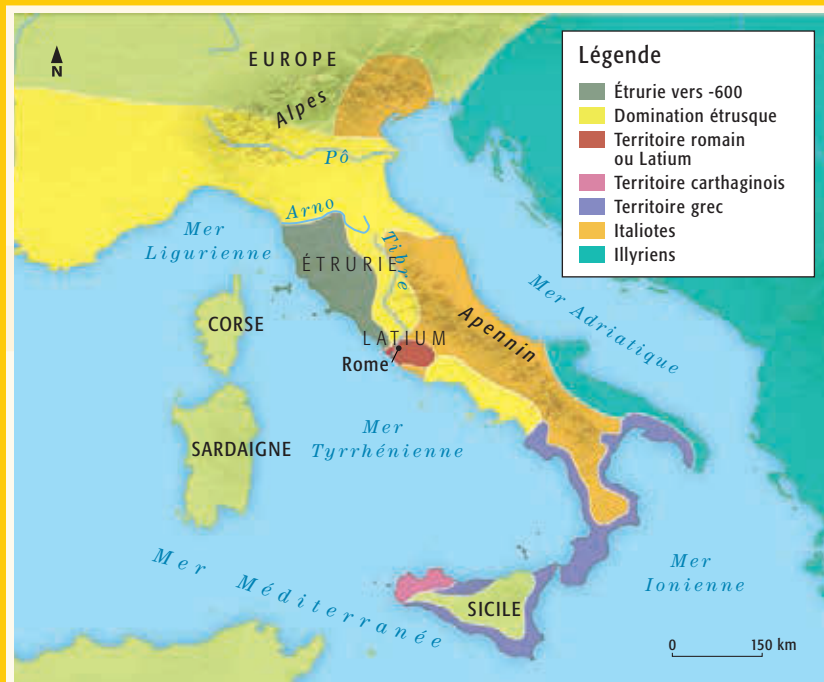 N
EUROPE
Alpes
Pô
Arno
Mer
Ligurienne
ÉTRURIE
Tibre
CORSE
LATIUM
Rome
Apennin
Mer Adriatique
SARDAIGNE
Mer
Tyrrhénienne
Mer Méditerranée
SICILE
Mer
Ionienne
0 150 km
Légende
Étrurie vers -600
Domination étrusque
Territoire romain
ou Latium
Territoire carthaginois
Territoire grec
Italiotes
Illyriens